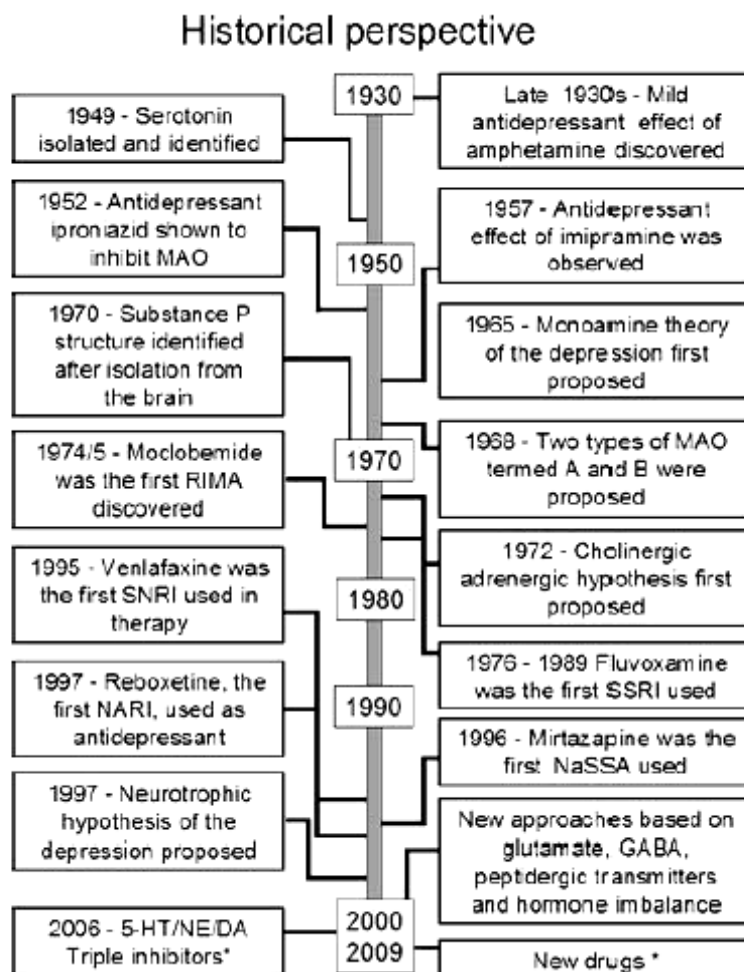 Historical perspective
1930
Late 1930s - Mild
antidepressant effect of
amphetamine discovered
1949 - Serotonin
isolated and identified
1952 - Antidepressant
iproniazid shown to
inhibit MAO
1957 - Antidepressant
effect of imipramine was
observed
1950
1970 - Substance P
structure identified
after isolation from
the brain
1965 - Monoamine theory
of the depression first
proposed
1974/5 - Moclobemide
was the first RIMA
discovered
1968 - Two types of MAO
termed A and B were
proposed
1970
1995 - Venlafaxine was
the first SNRI used in
therapy
1972 - Cholinergic
adrenergic hypothesis first
proposed
1980
1997 - Reboxetine, the
first NARI, used as
antidepressant
1976 - 1989 Fluvoxamine
was the first SSRI used
1990
1996 - Mirtazapine was the
first NaSSA used
1997 - Neurotrophic
hypothesis of the
depression proposed
New approaches based on
glutamate, GABA,
peptidergic transmitters
and hormone imbalance
2000
2009
2006 - 5-HT/NE/DA
Triple inhibitors*
New drugs *